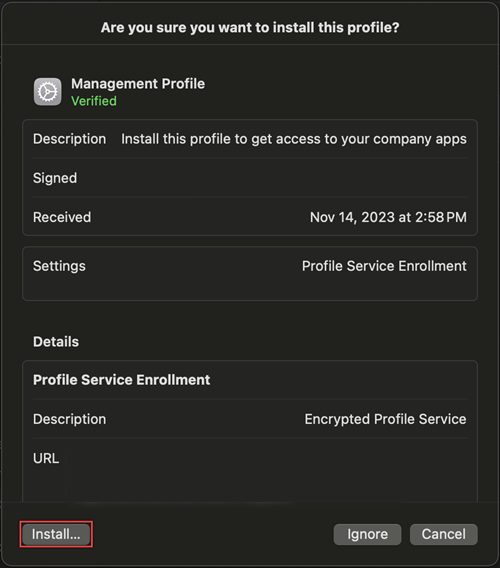 Are you sure you want to install this profile?
Management Profile
Verified
Description Install this profile to get access to your company apps
Signed
Received Nov 14, 2023 at 2:58 PM
Settings Profile Service Enrollment
Details
Profile Service Enrollment
Description Encrypted Profile Service
URL
Install... Ignore Cancel